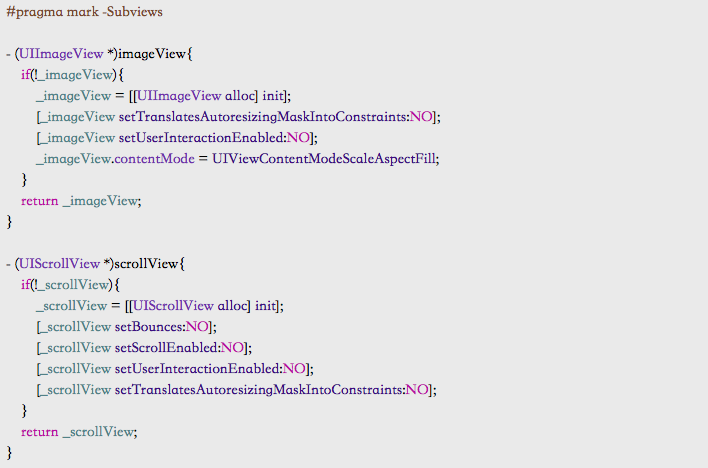 #pragma mark -Subviews
- (UIImageView *)imageView{
if(!_imageView){
_imageView = [[UIImageView alloc] init];
[_imageView setTranslatesAutoresizingMaskIntoConstraints:NO];
[_imageView setUserInteractionEnabled:NO];
_imageView.contentMode = UIViewContentModeScaleAspectFill;
}
return _imageView;
}
- (UIScrollView *)scrollView{
if(!_scrollView){
_scrollView = [[UIScrollView alloc] init];
[_scrollView setBounces:NO];
[_scrollView setScrollEnabled:NO];
[_scrollView setUserInteractionEnabled:NO];
[_scrollView setTranslatesAutoresizingMaskIntoConstraints:NO];
}
return _scrollView;
}